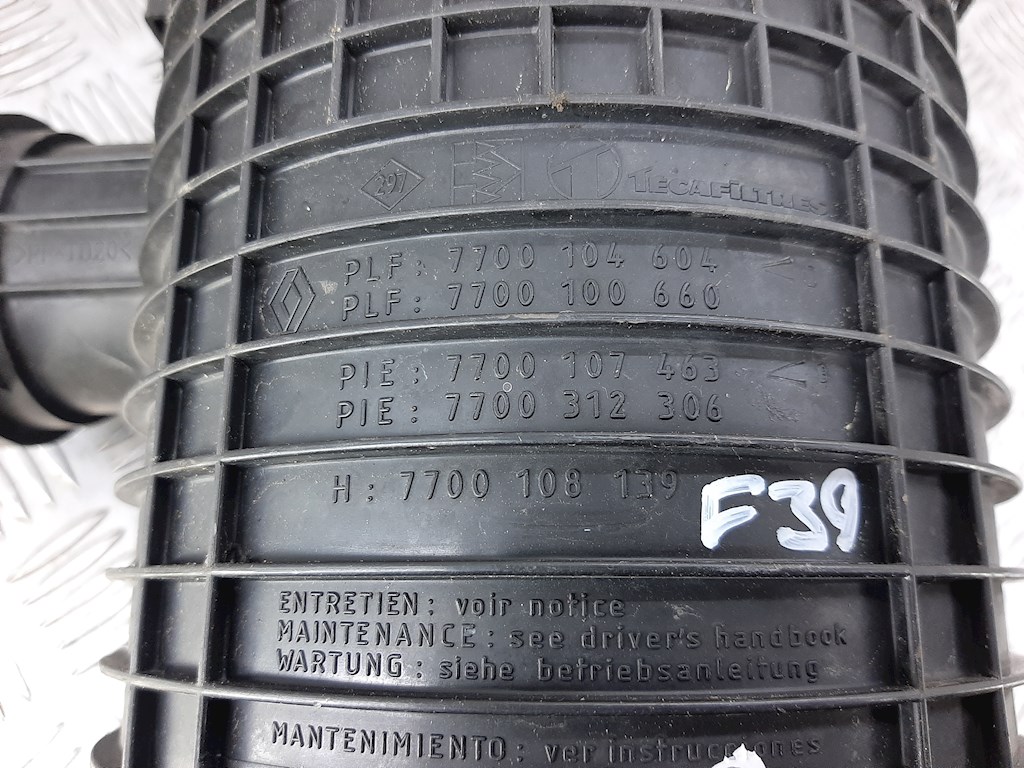 297 TECAFILTRES
PLF: 7700 104 604
PLF: 7700 100 660
PIE: 7700 107 463
PIE: 7700 312 306
H: 7700 108 139
F39
ENTRETIEN: voir notice
MAINTENANCE: see driver's handbook
WARTUNG: siehe betriebsanleitung
MANTENIMIENTO: ver instrucciones